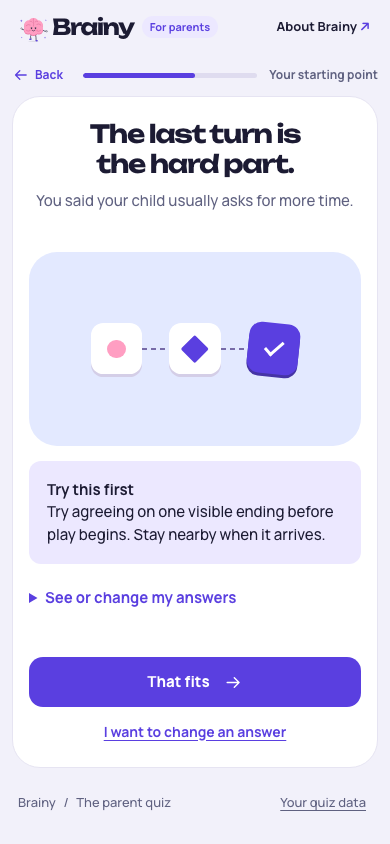 Brainy
For parents
About Brainy ↗
← Back
Your starting point
The last turn is
the hard part.
You said your child usually asks for more time.
Try this first
Try agreeing on one visible ending before
play begins. Stay nearby when it arrives.
See or change my answers
That fits →
I want to change an answer
Brainy / The parent quiz
Your quiz data